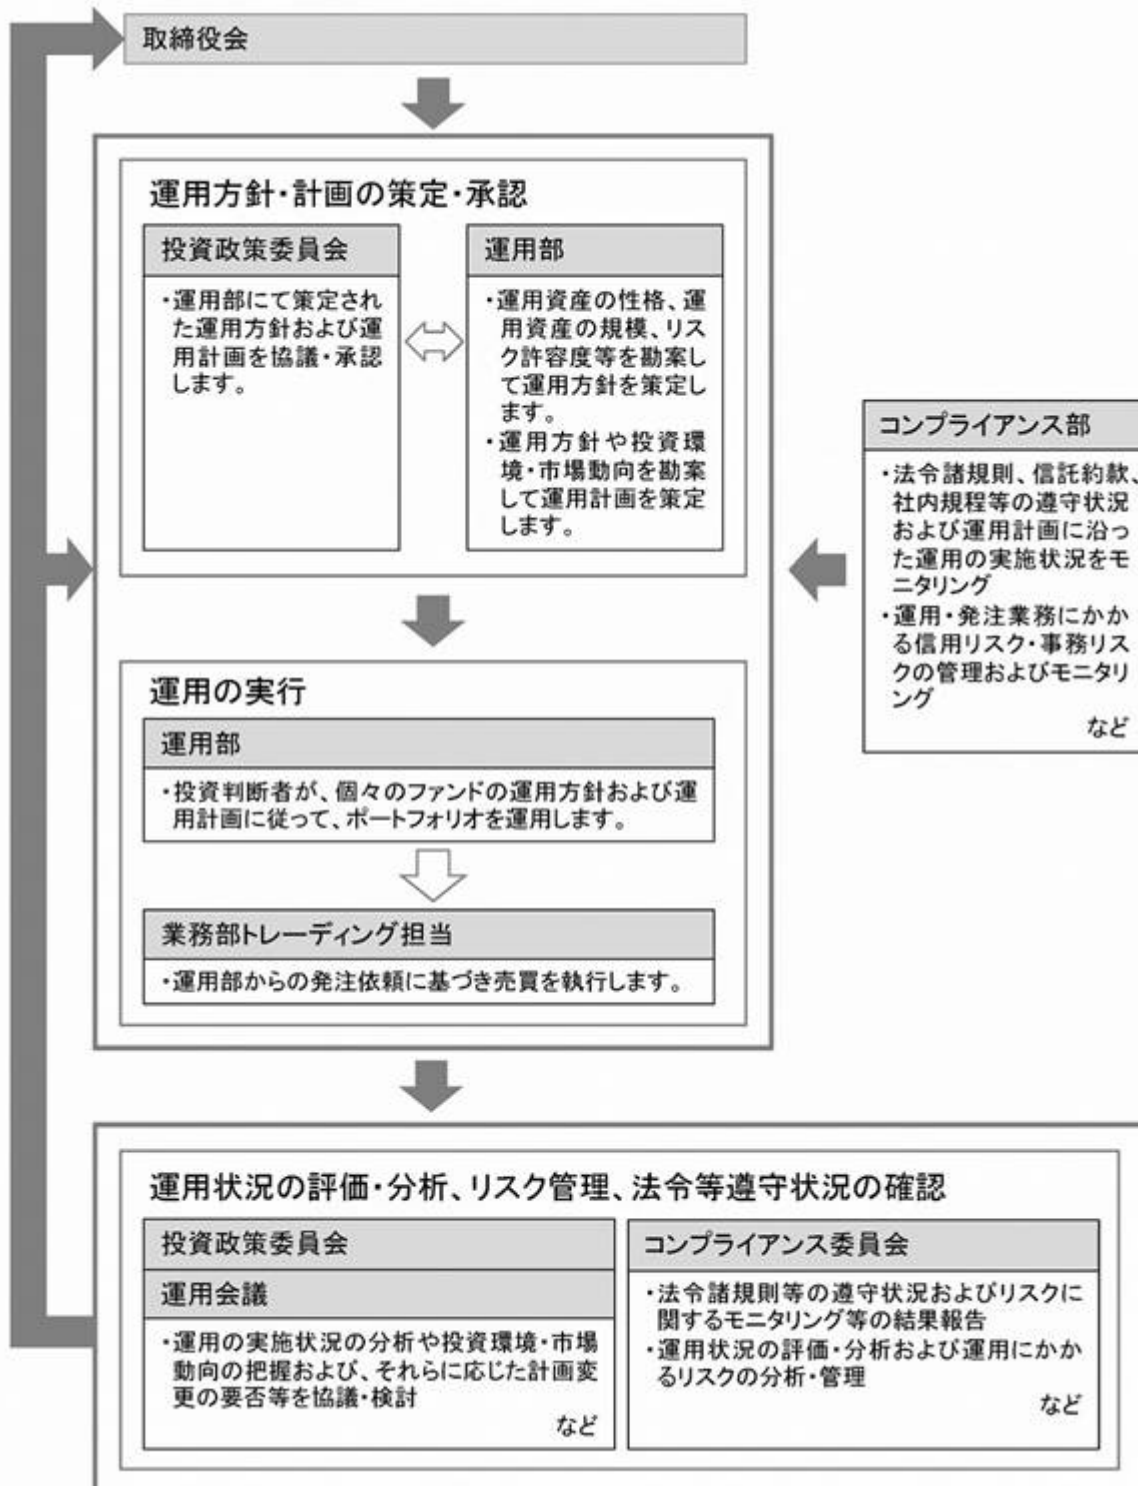 取締役会
運用方針・計画の策定・承認
投資政策委員会
・運用部にて策定され
た運用方針および運
用計画を協議・承認
します。
運用部
・運用資産の性格、運
用資産の規模、リス
ク許容度等を勘案し
て運用方針を策定し
ます。
・運用方針や投資環
境・市場動向を勘案
して運用計画を策定
します。
コンプライアンス部
・法令諸規則、信託約款、
社内規程等の遵守状況
および運用計画に沿っ
た運用の実施状況をモ
ニタリング
・運用・発注業務にかか
る信用リスク・事務リス
クの管理およびモニタリ
ング
など
運用の実行
運用部
・投資判断者が、個々のファンドの運用方針および運
用計画に従って、ポートフォリオを運用します。
業務部トレーディング担当
・運用部からの発注依頼に基づき売買を執行します。
運用状況の評価・分析、リスク管理、法令等遵守状況の確認
投資政策委員会
運用会議
・運用の実施状況の分析や投資環境・市場
動向の把握および、それらに応じた計画変
更の要否等を協議・検討
など
コンプライアンス委員会
・法令諸規則等の遵守状況およびリスクに
関するモニタリング等の結果報告
・運用状況の評価・分析および運用にかか
るリスクの分析・管理
など